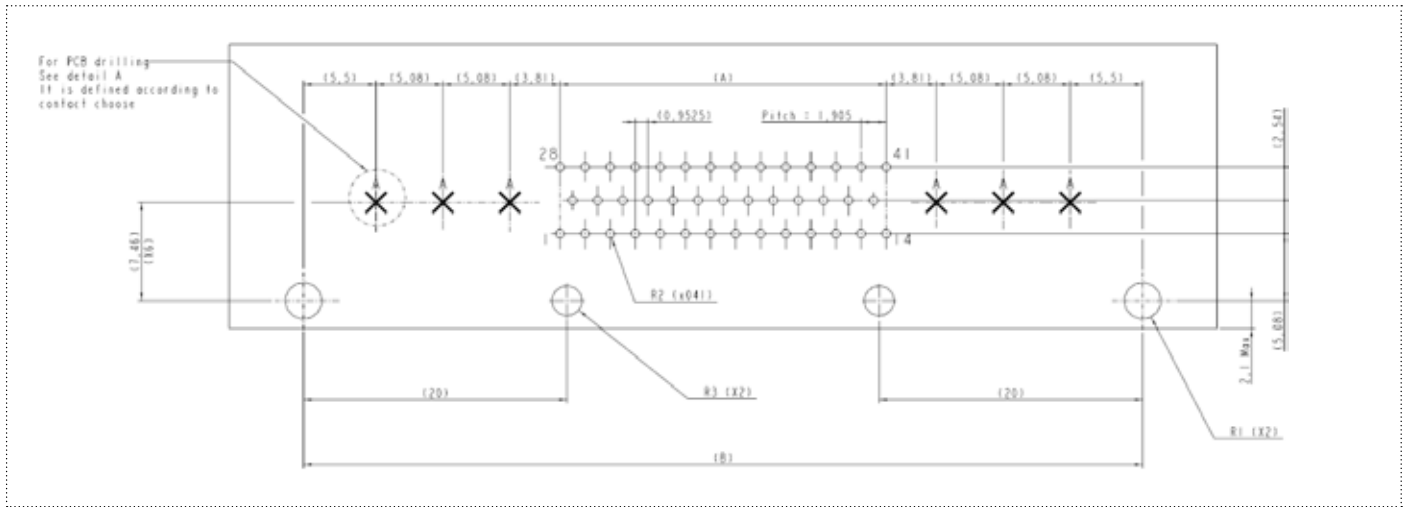 For PCB drilling
See detail A
It is defined according to
contact choose
(5,5)
(5,08)
(5,08)
(3,81)
(A)
(3,81)
(5,08)
(5,08)
(5,5)
(0,9525)
Pitch : 1,905
(2,54)
28
41
A
A
A
A
A
A
1
14
(7,46)
R2 (x041)
(5,08)
2,1 Max
(20)
R3 (X2)
(20)
R1 (X2)
(B)